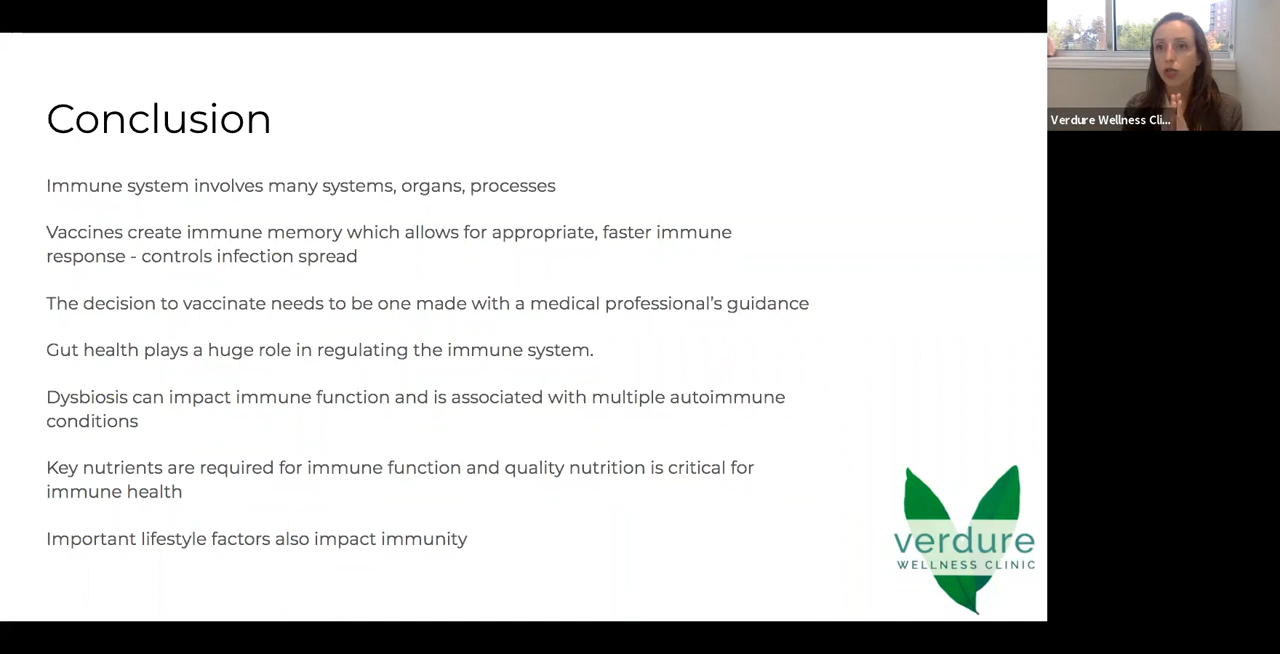 Conclusion
Immune system involves many systems, organs, processes
Vaccines create immune memory which allows for appropriate, faster immune
response - controls infection spread
The decision to vaccinate needs to be one made with a medical professional's guidance
Gut health plays a huge role in regulating the immune system.
Dysbiosis can impact immune function and is associated with multiple autoimmune
conditions
Key nutrients are required for immune function and quality nutrition is critical for
immune health
Important lifestyle factors also impact immunity
verdure
WELLNESS CLINIC
Verdure Wellness Cli...